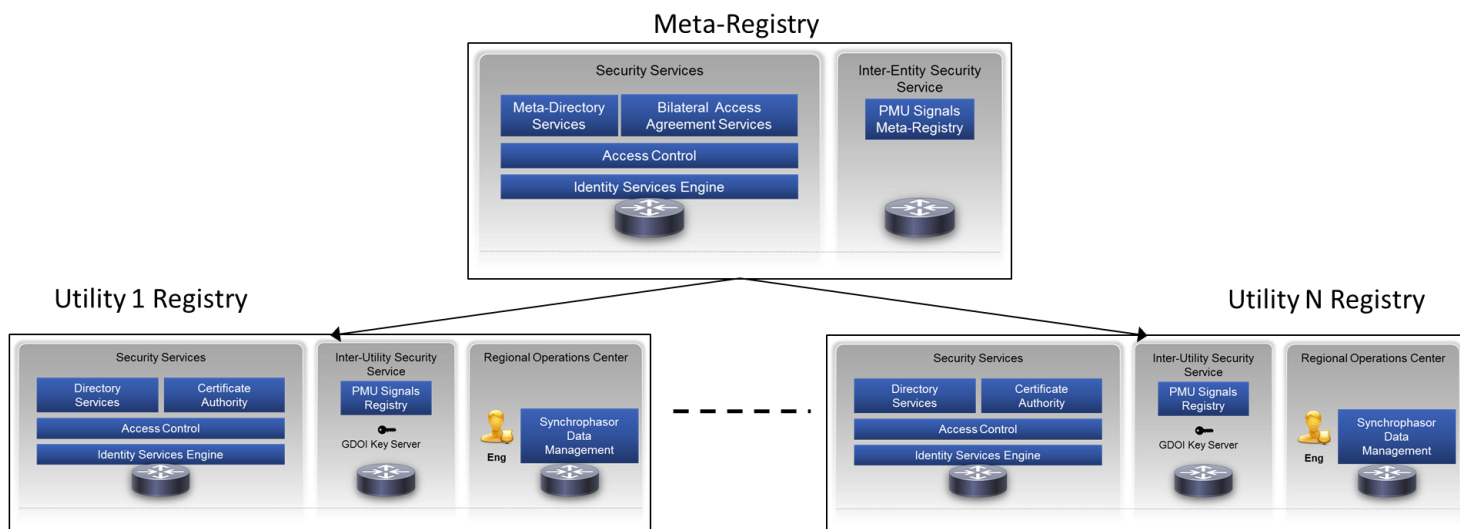 Meta-Registry
Security Services
Meta-Directory
Services
Bilateral Access
Agreement Services
Access Control
Identity Services Engine
Inter-Entity Security
Service
PMU Signals
Meta-Registry
Utility 1 Registry
Security Services
Directory
Services
Certificate
Authority
Access Control
Identity Services Engine
Inter-Utility Security
Service
PMU Signals
Registry
GDOI Key Server
Regional Operations Center
Synchrophasor
Data
Management
Eng
Utility N Registry
Security Services
Directory
Services
Certificate
Authority
Access Control
Identity Services Engine
Inter-Utility Security
Service
PMU Signals
Registry
GDOI Key Server
Regional Operations Center
Synchrophasor
Data
Management
Eng